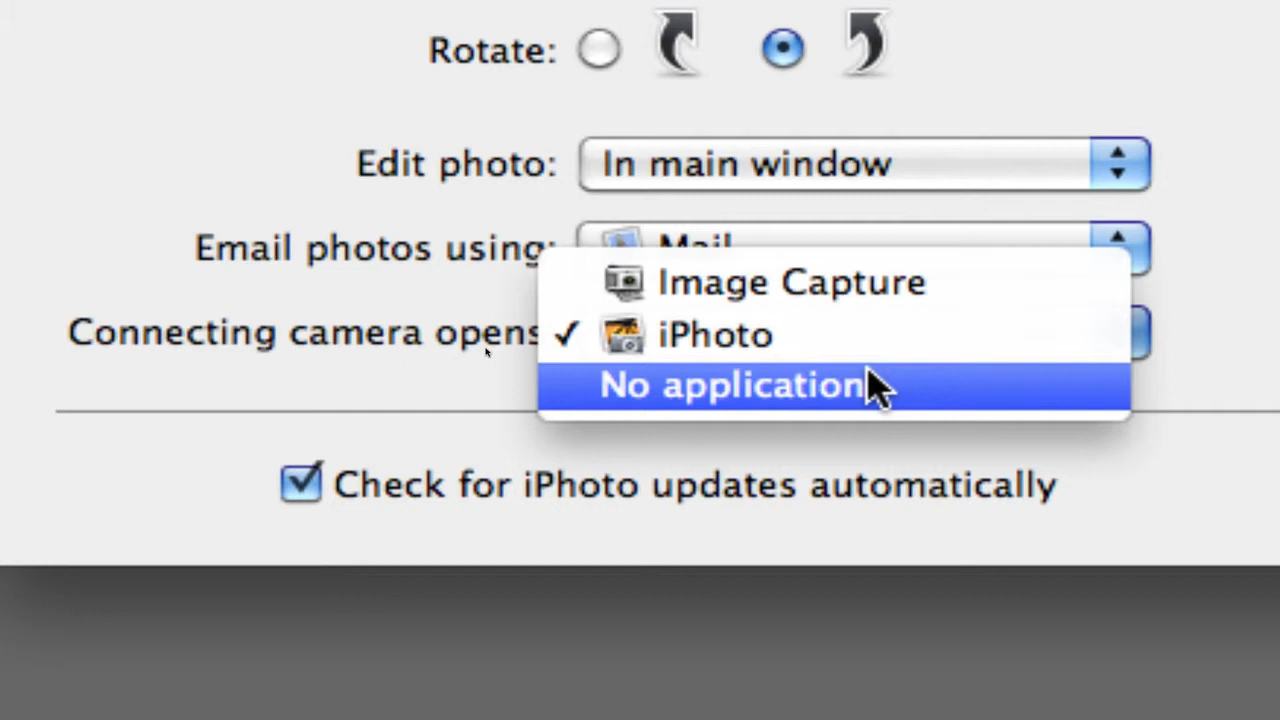 Rotate:
Edit photo: In main window
Email photos using: Mail
Image Capture
Connecting camera opens ✓ iPhoto
No application
Check for iPhoto updates automatically